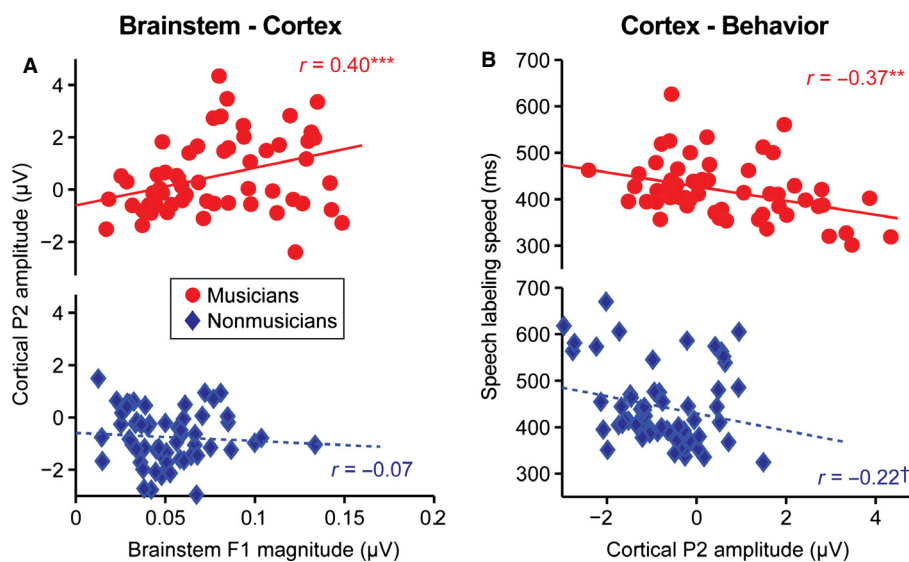 Brainstem - Cortex
A
r = 0.40***
4
2
0
−2
Cortical P2 amplitude (µV)
Musicians
Nonmusicians
4
2
0
−2
r = −0.07
0
0.05
0.1
0.15
0.2
Brainstem F1 magnitude (µV)
Cortex - Behavior
B
r = −0.37**
700
600
500
400
300
Speech labeling speed (ms)
700
600
500
400
300
r = −0.22†
−2
0
2
4
Cortical P2 amplitude (µV)